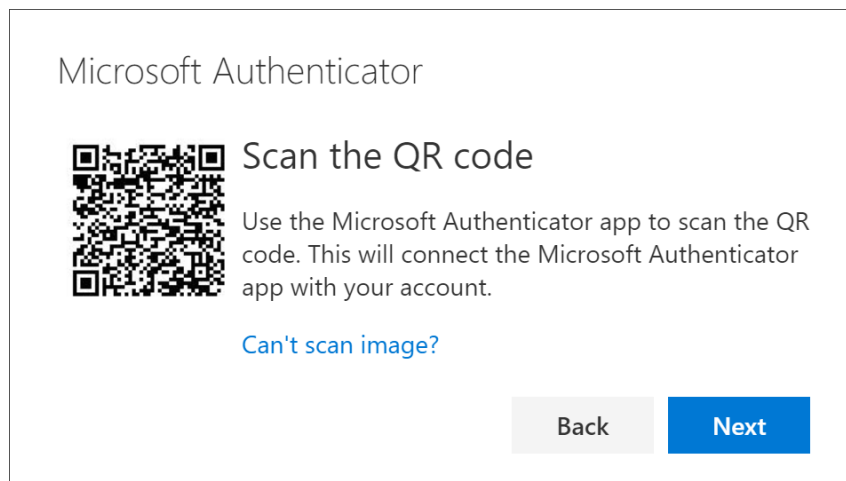 Microsoft Authenticator
Scan the QR code
Use the Microsoft Authenticator app to scan the QR
code. This will connect the Microsoft Authenticator
app with your account.
Can't scan image?
Back
Next